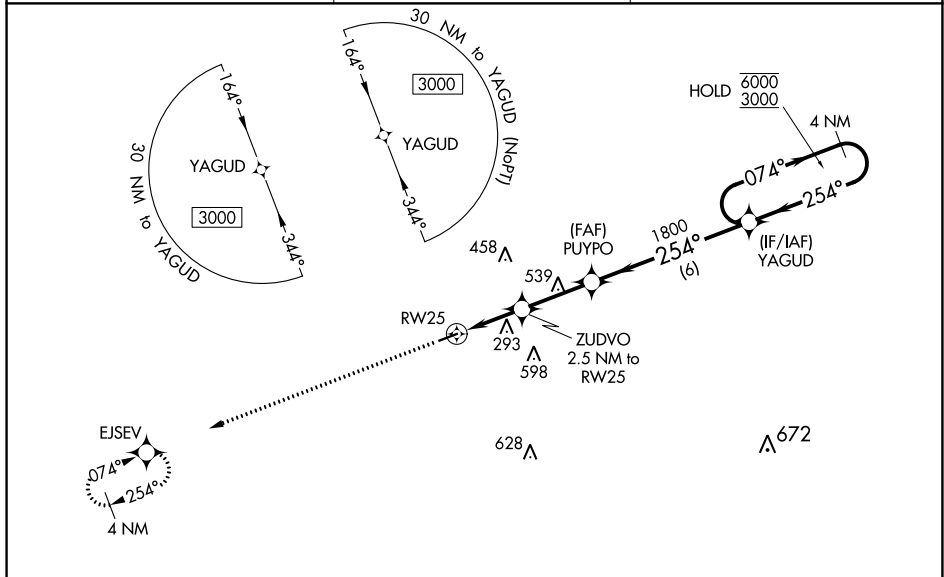 30 NM to YAGUD
164°
YAGUD
3000
344°
30 NM to YAGUD (NoPT)
164°
3000
YAGUD
344°
HOLD 6000
3000
4 NM
074°
254°
(IF/IAF)
YAGUD
1800
254°
(6)
(FAF)
PUYPO
458
539
RW25
293
598
ZUDVO
2.5 NM to
RW25
EJSEV
074°
254°
4 NM
628
672